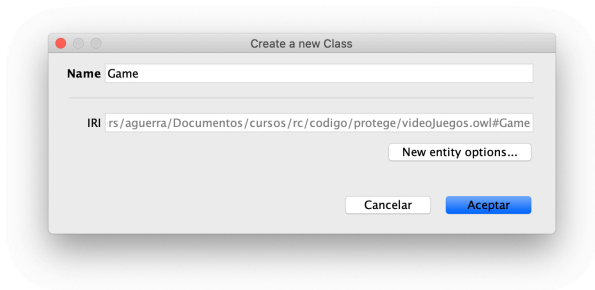 Create a new Class
Name Game
IRI rs/aguerra/Documentos/cursos/rc/codigo/protege/videoJuegos.owl#Game
New entity options...
Cancelar Aceptar